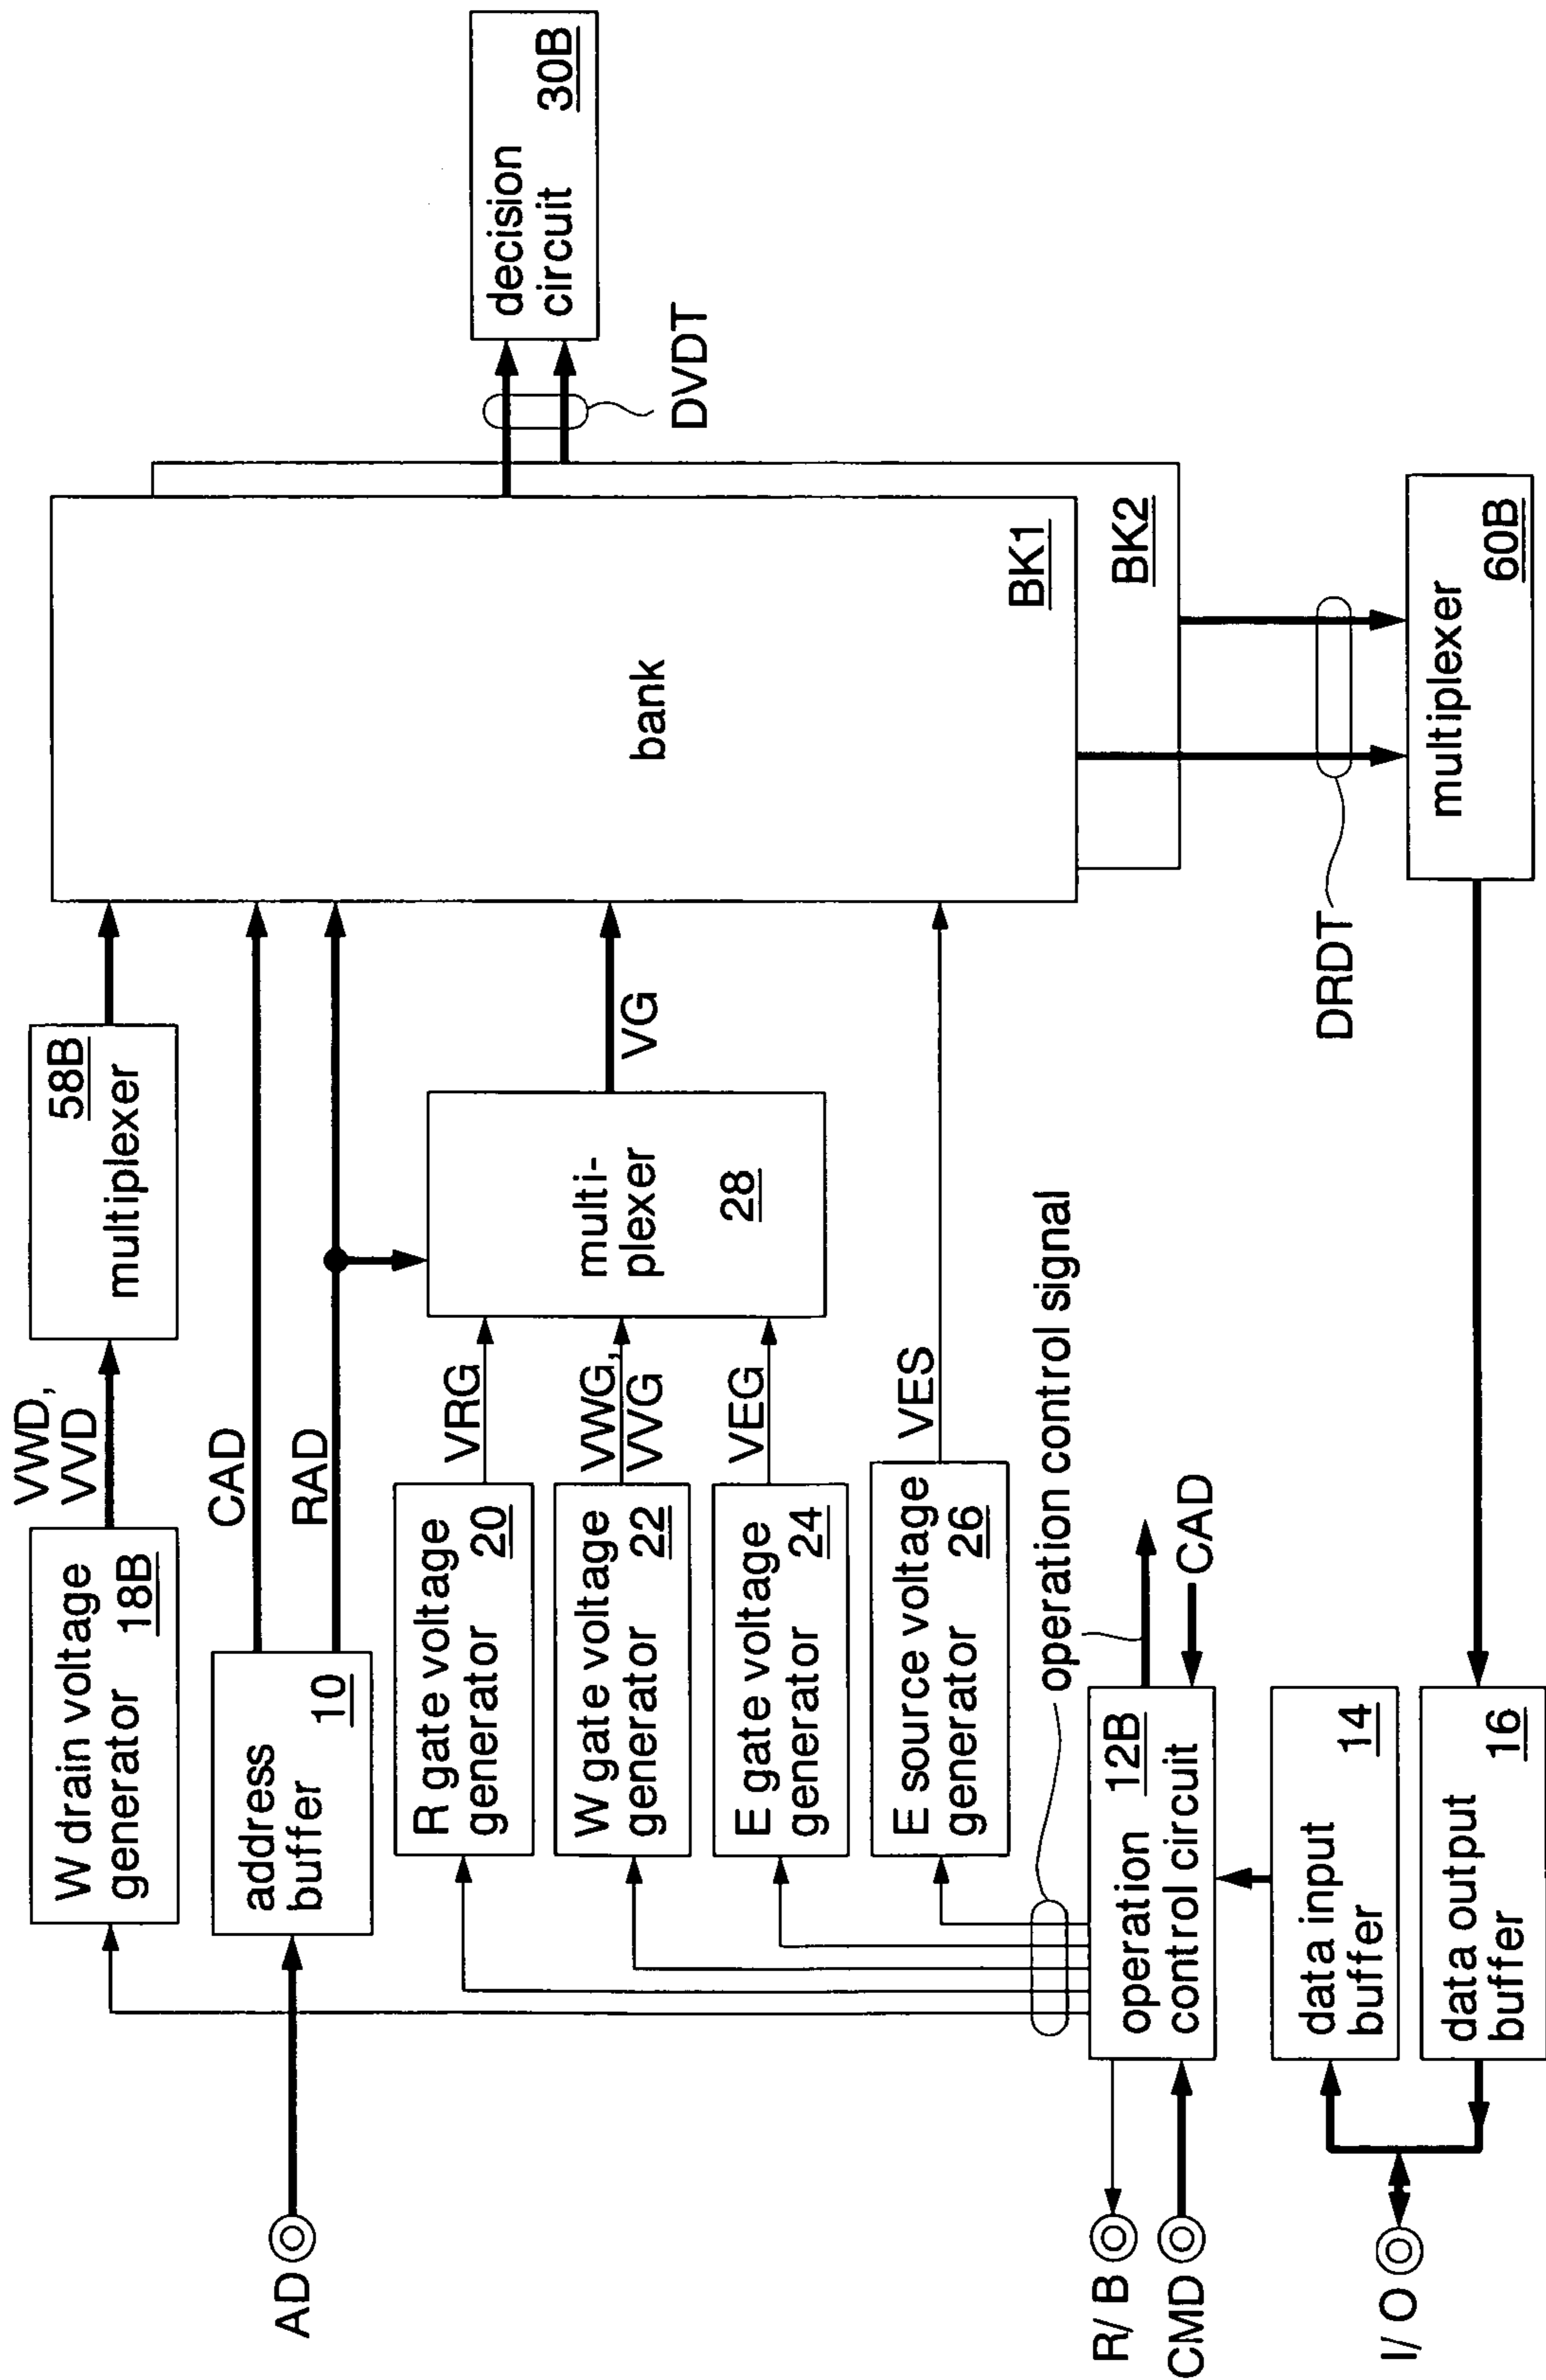 VWD,
VVD
W drain voltage
generator 18B
58B
multiplexer
CAD
RAD
AD
address
buffer 10
R gate voltage
generator 20
VRG
W gate voltage
generator 22
VWG,
VVG
E gate voltage
generator 24
VEG
multi-
plexer
28
VG
E source voltage
generator 26
VES
bank
BK1
BK2
decision
circuit 30B
DVDT
operation control signal
R/ B
CMD
operation 12B
control circuit
CAD
I/ O
data input
buffer 14
data output
buffer 16
DRDT
multiplexer
60B